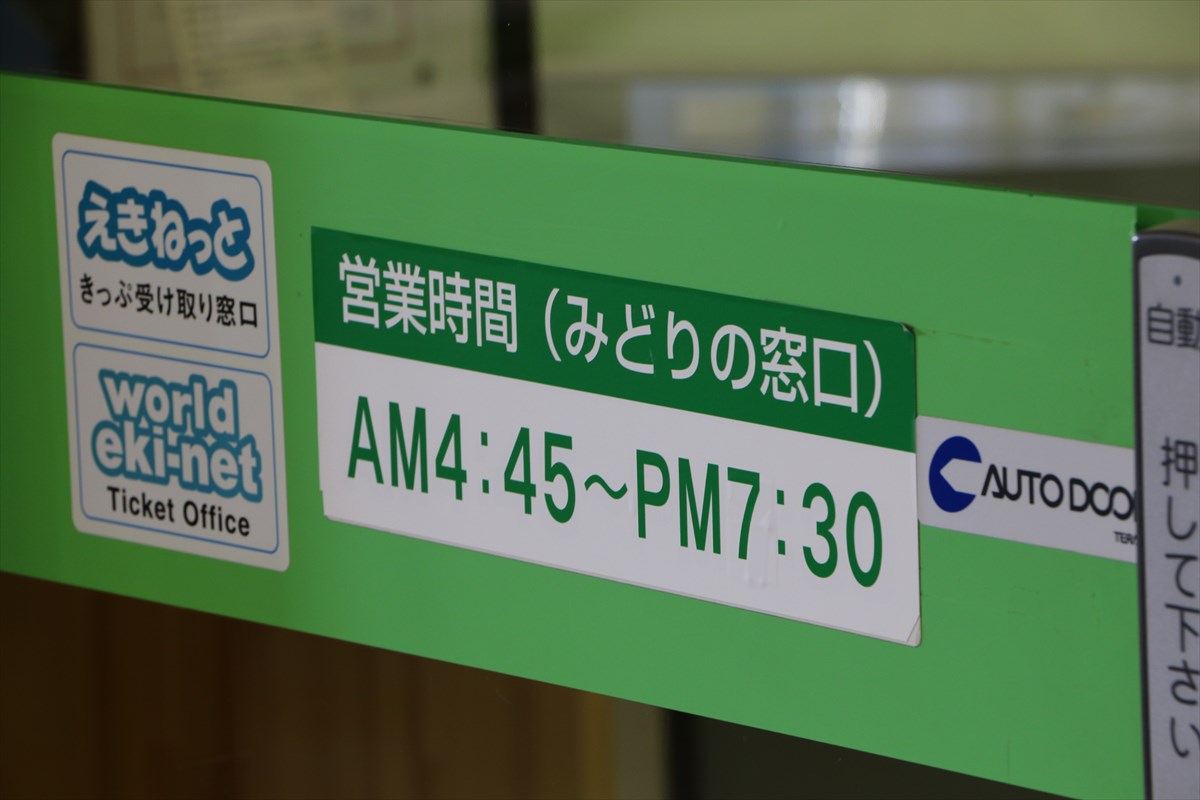 えきねっと
きっぷ受け取り窓口
world
eki-net
Ticket Office
営業時間（みどりの窓口）
AM4:45～PM7:30
AUTO DOO
自動
押して下さい